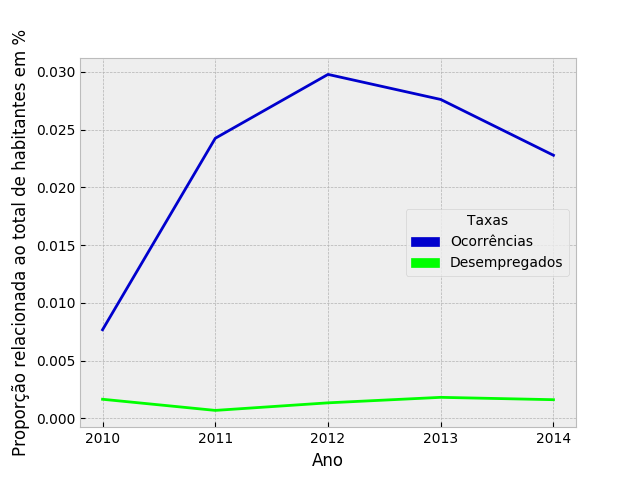 Proporção relacionada ao total de habitantes em %
0.030
0.025
0.020
0.015
0.010
0.005
0.000
Taxas
Ocorrências
Desempregados
2010 2011 2012 2013 2014
Ano